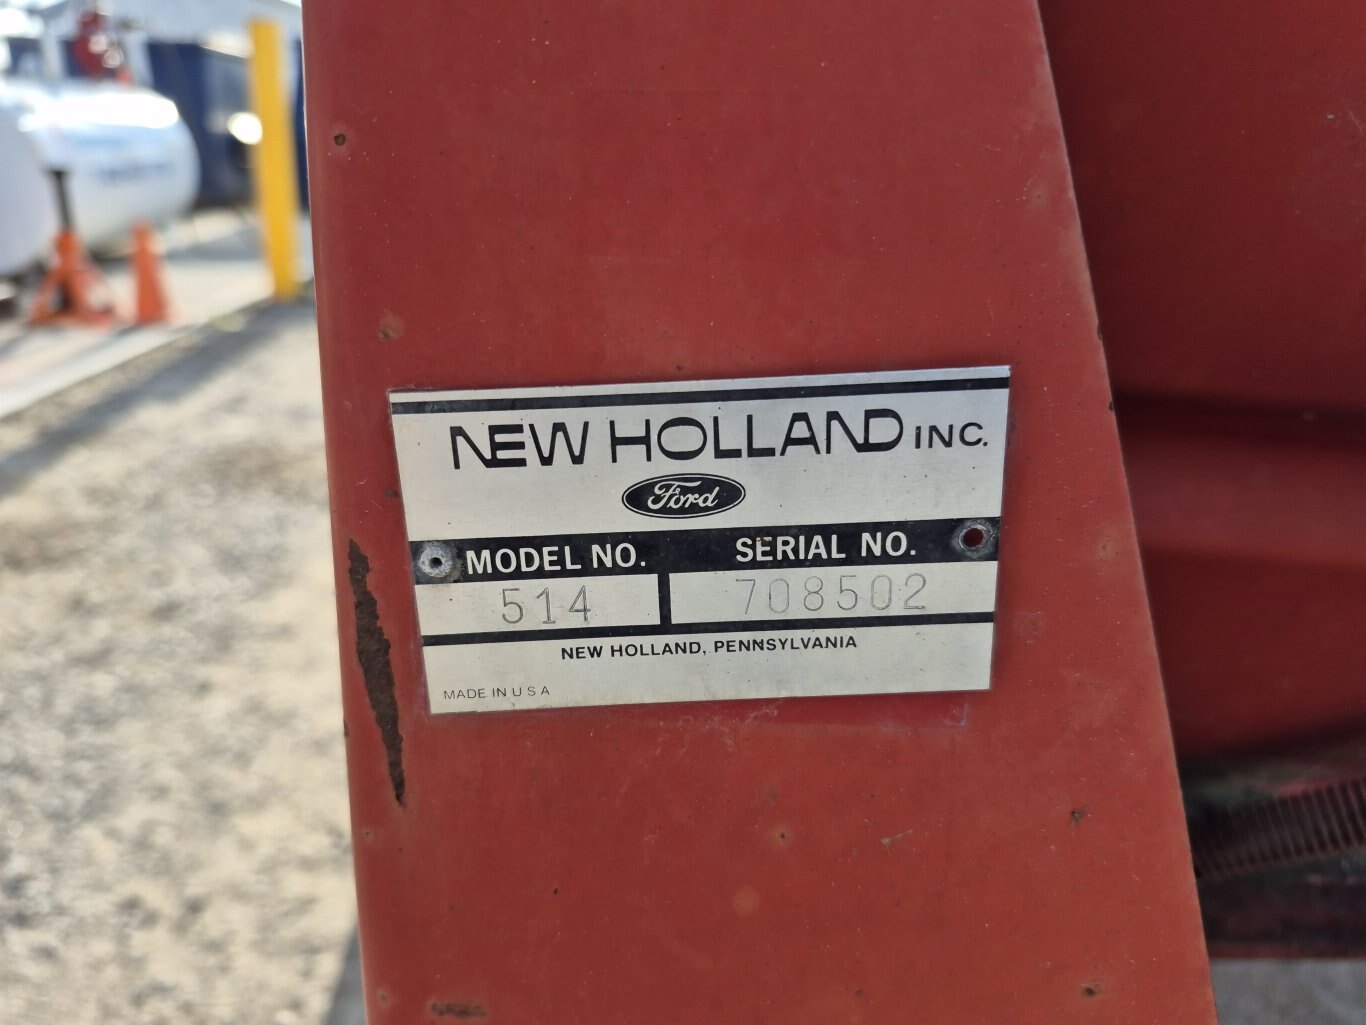 NEW HOLLAND INC.
Ford
MODEL NO. SERIAL NO.
514 708502
NEW HOLLAND, PENNSYLVANIA
MADE IN U S A